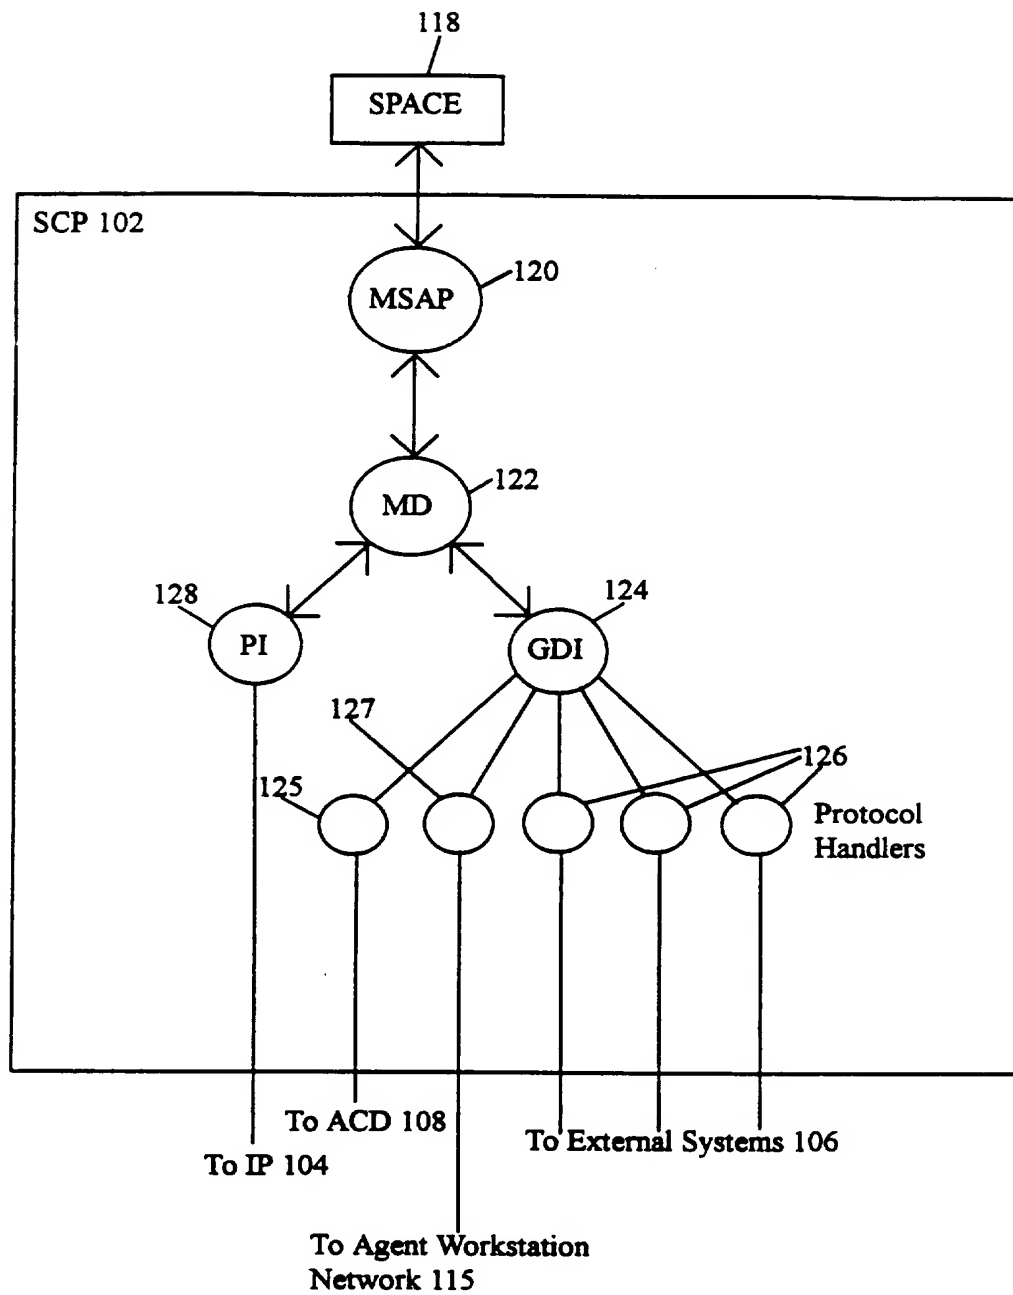 118
SPACE
SCP 102
120
MSAP
122
MD
128
124
PI
GDI
127
126
125
Protocol
Handlers
To ACD 108
To External Systems 106
To IP 104
To Agent Workstation
Network 115